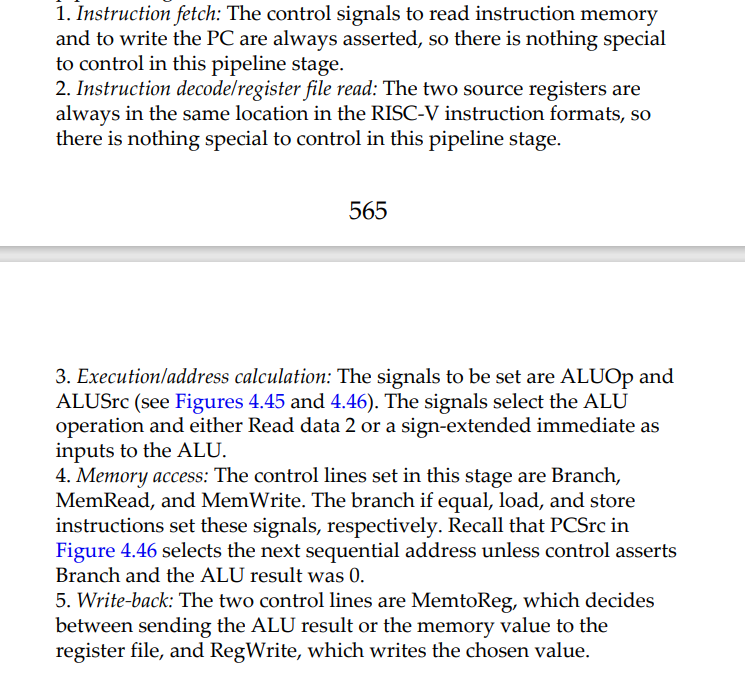 1. Instruction fetch: The control signals to read instruction memory
and to write the PC are always asserted, so there is nothing special
to control in this pipeline stage.
2. Instruction decode/register file read: The two source registers are
always in the same location in the RISC-V instruction formats, so
there is nothing special to control in this pipeline stage.
565
3. Execution/address calculation: The signals to be set are ALUOp and
ALUSrc (see Figures 4.45 and 4.46). The signals select the ALU
operation and either Read data 2 or a sign-extended immediate as
inputs to the ALU.
4. Memory access: The control lines set in this stage are Branch,
MemRead, and MemWrite. The branch if equal, load, and store
instructions set these signals, respectively. Recall that PCSrc in
Figure 4.46 selects the next sequential address unless control asserts
Branch and the ALU result was 0.
5. Write-back: The two control lines are MemtoReg, which decides
between sending the ALU result or the memory value to the
register file, and RegWrite, which writes the chosen value.